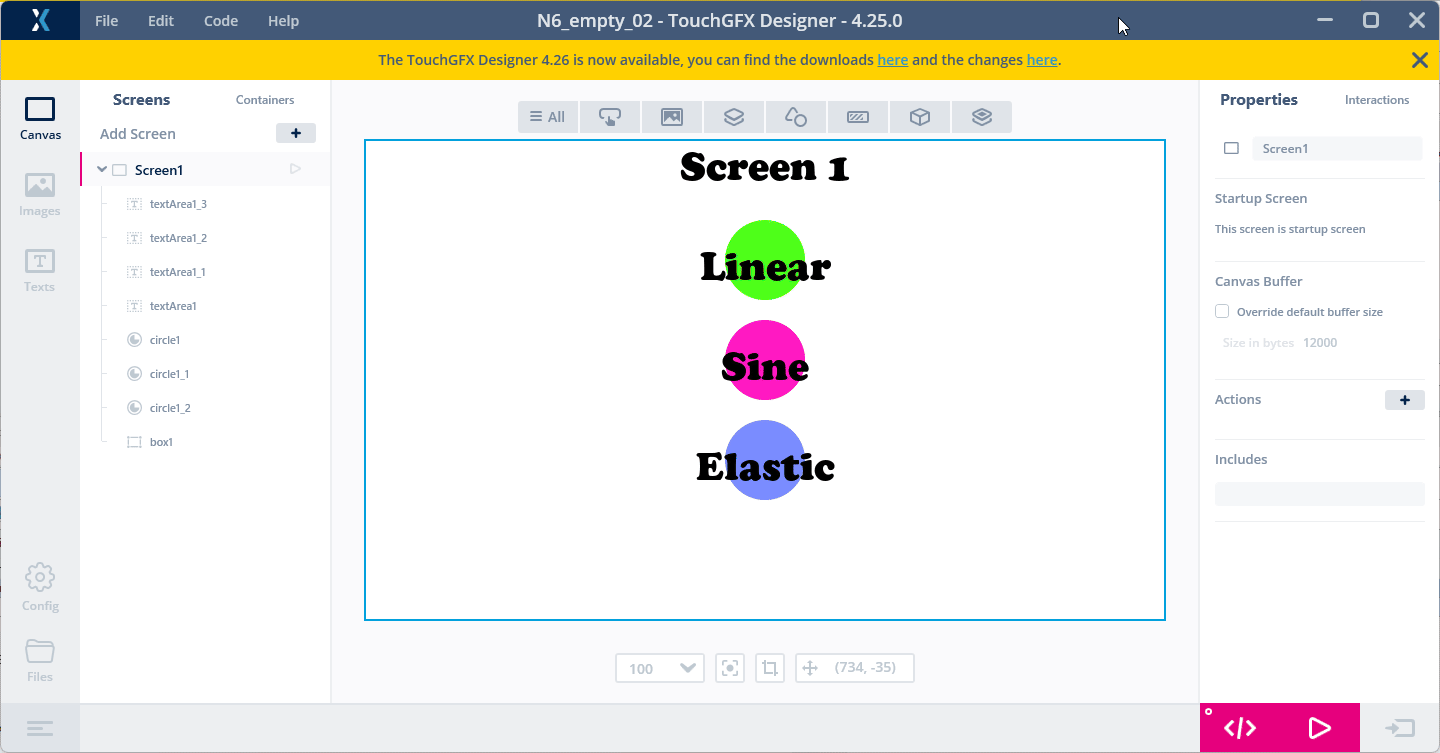 File Edit Code Help
N6_empty_02 - TouchGFX Designer - 4.25.0
The TouchGFX Designer 4.26 is now available, you can find the downloads here and the changes here.
Canvas
Images
Texts
Config
Files
Screens Containers
Add Screen
Screen1
textArea1_3
textArea1_2
textArea1_1
textArea1
circle1
circle1_1
circle1_2
box1
All
Screen 1
Linear
Sine
Elastic
100
(734, -35)
Properties Interactions
Screen1
Startup Screen
This screen is startup screen
Canvas Buffer
Override default buffer size
Size in bytes 12000
Actions
Includes